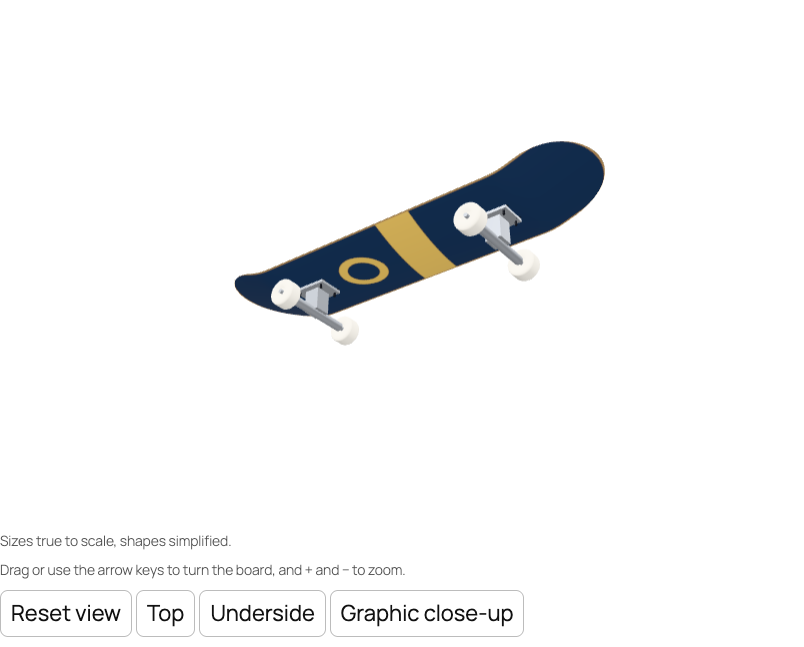 Sizes true to scale, shapes simplified.
Drag or use the arrow keys to turn the board, and + and − to zoom.
Reset view
Top
Underside
Graphic close-up